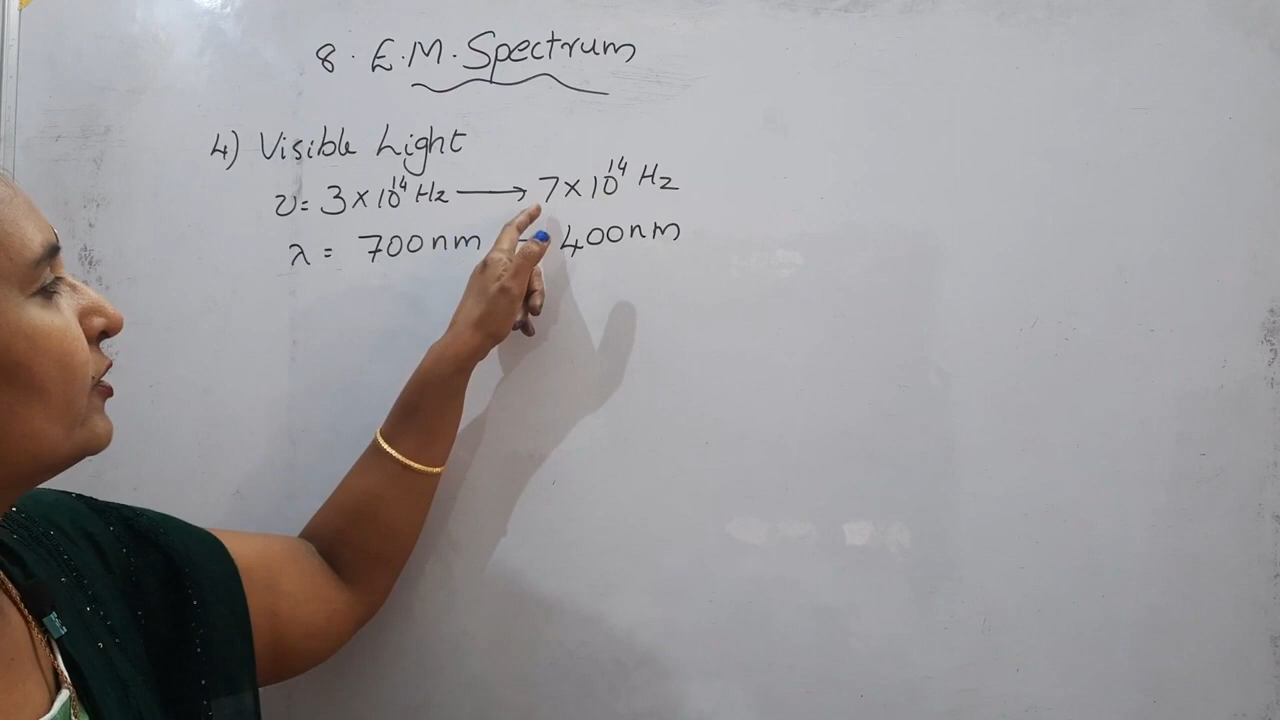 8. E.M. Spectrum
4) Visible Light
υ = 3 × 10¹⁴ Hz ⟶ 7 × 10¹⁴ Hz
λ = 700nm 400nm